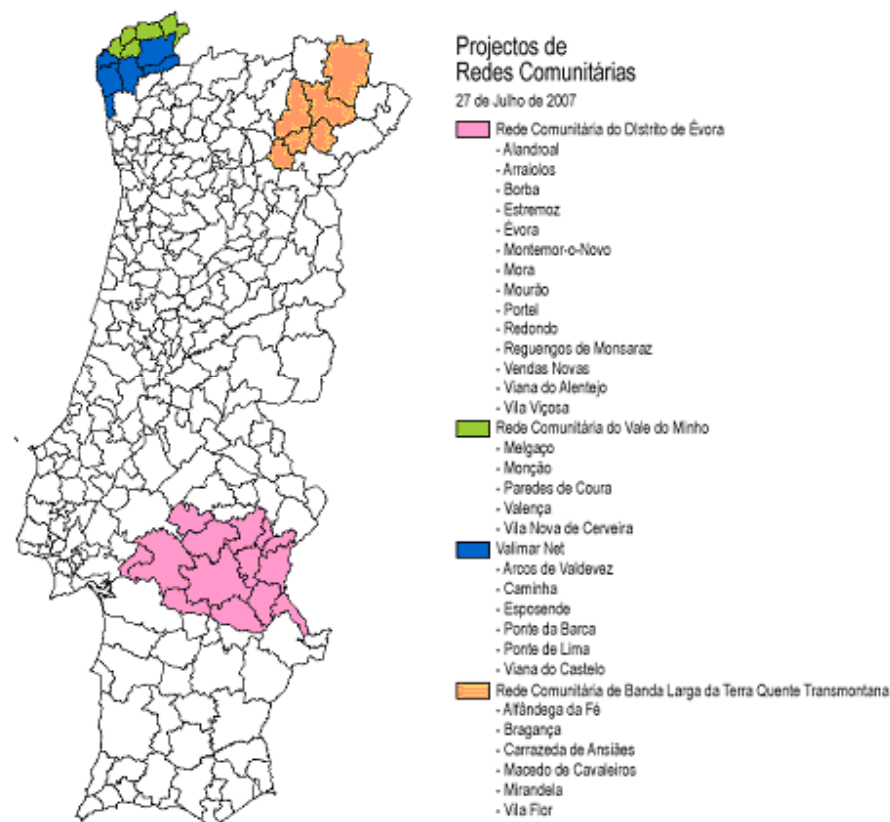 Projectos de
Redes Comunitárias
27 de Julho de 2007
Rede Comunitária do Distrito de Évora
- Alandroal
- Arraiolos
- Borba
- Estremoz
- Évora
- Montemor-o-Novo
- Mora
- Mourão
- Portel
- Redondo
- Reguengos de Monsaraz
- Vendas Novas
- Viana do Alentejo
- Vila Viçosa
Rede Comunitária do Vale do Minho
- Melgaço
- Monção
- Paredes de Coura
- Valença
- Vila Nova de Cerveira
Valimar Net
- Arcos de Valdevez
- Caminha
- Esposende
- Ponte da Barca
- Ponte de Lima
- Viana do Castelo
Rede Comunitária de Banda Larga da Terra Quente Transmontana
- Alfândega da Fé
- Bragança
- Carrazeda de Ansiães
- Macedo de Cavaleiros
- Mirandela
- Vila Flor